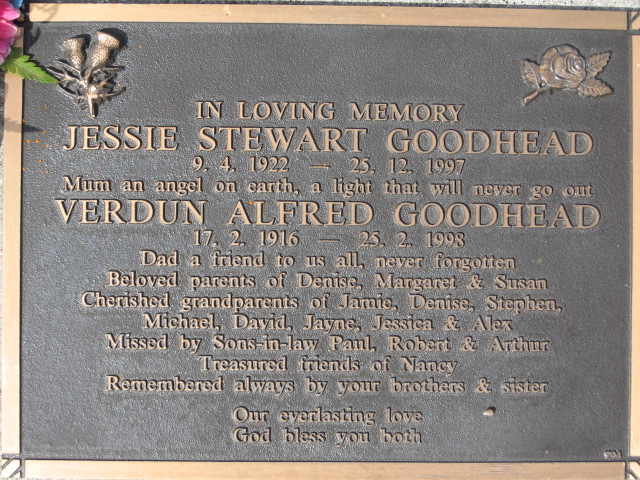 IN LOVING MEMORY
JESSIE STEWART GOODHEAD
9. 4. 1922 — 25. 12. 1997
Mum an angel on earth, a light that will never go out
VERDUN ALFRED GOODHEAD
17. 2. 1916 — 25. 2. 1998
Dad a friend to us all, never forgotten
Beloved parents of Denise, Margaret & Susan
Cherished grandparents of Jamie, Denise, Stephen,
Michael, David, Jayne, Jessica & Alex
Missed by Sons-in-law Paul, Robert & Arthur
Treasured friends of Nancy
Remembered always by your brothers & sister
Our everlasting love
God bless you both